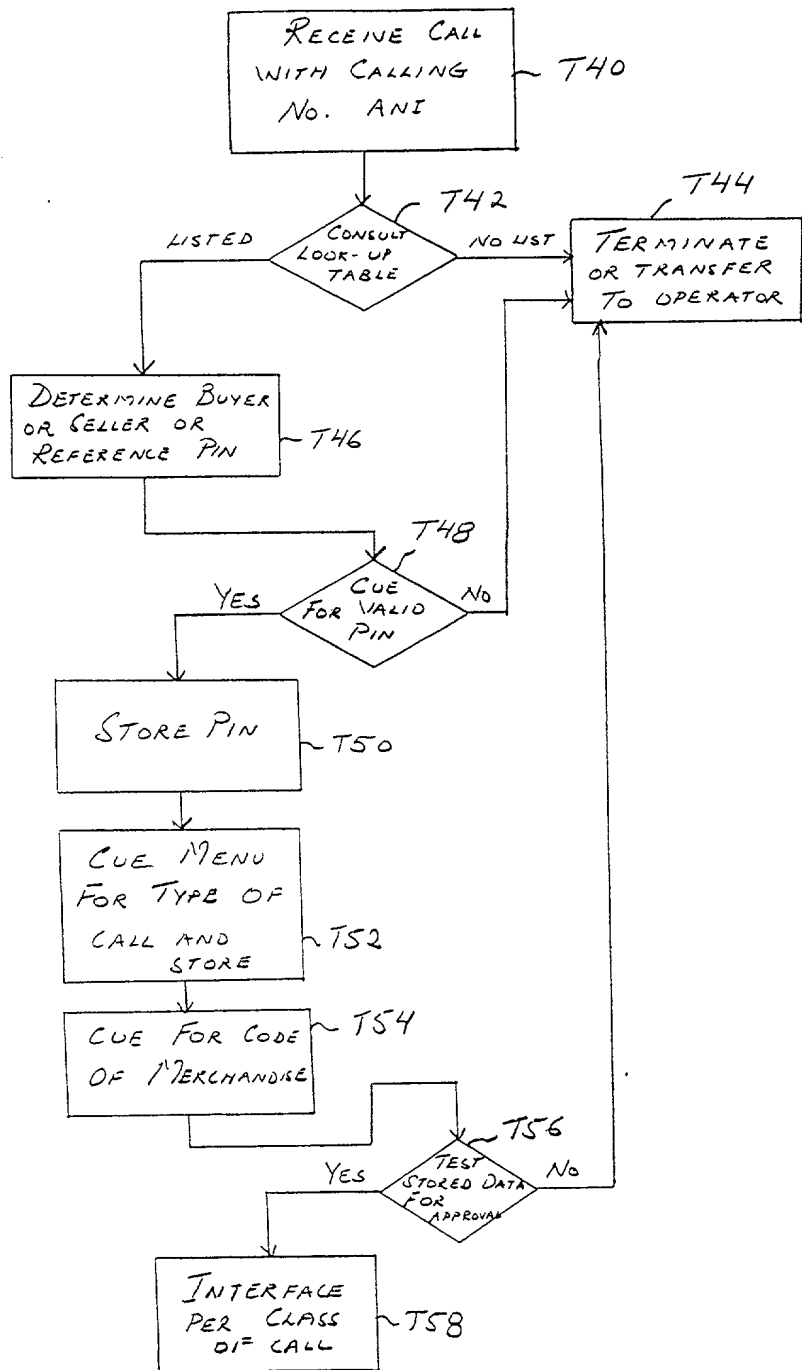 RECEIVE CALL
WITH CALLING
NO. ANI
T40
T42
CONSULT
LOOK-UP
TABLE
LISTED
NO LIST
T44
TERMINATE
OR TRANSFER
TO OPERATOR
DETERMINE BUYER
OR SELLER OR
REFERENCE PIN
T46
T48
CUE
FOR VALID
PIN
YES
NO
STORE PIN
T50
CUE MENU
FOR TYPE OF
CALL AND
STORE
T52
CUE FOR CODE
OF MERCHANDISE
T54
T56
TEST
STORED DATA
FOR
APPROVAL
YES
NO
INTERFACE
PER CLASS
OF CALL
T58